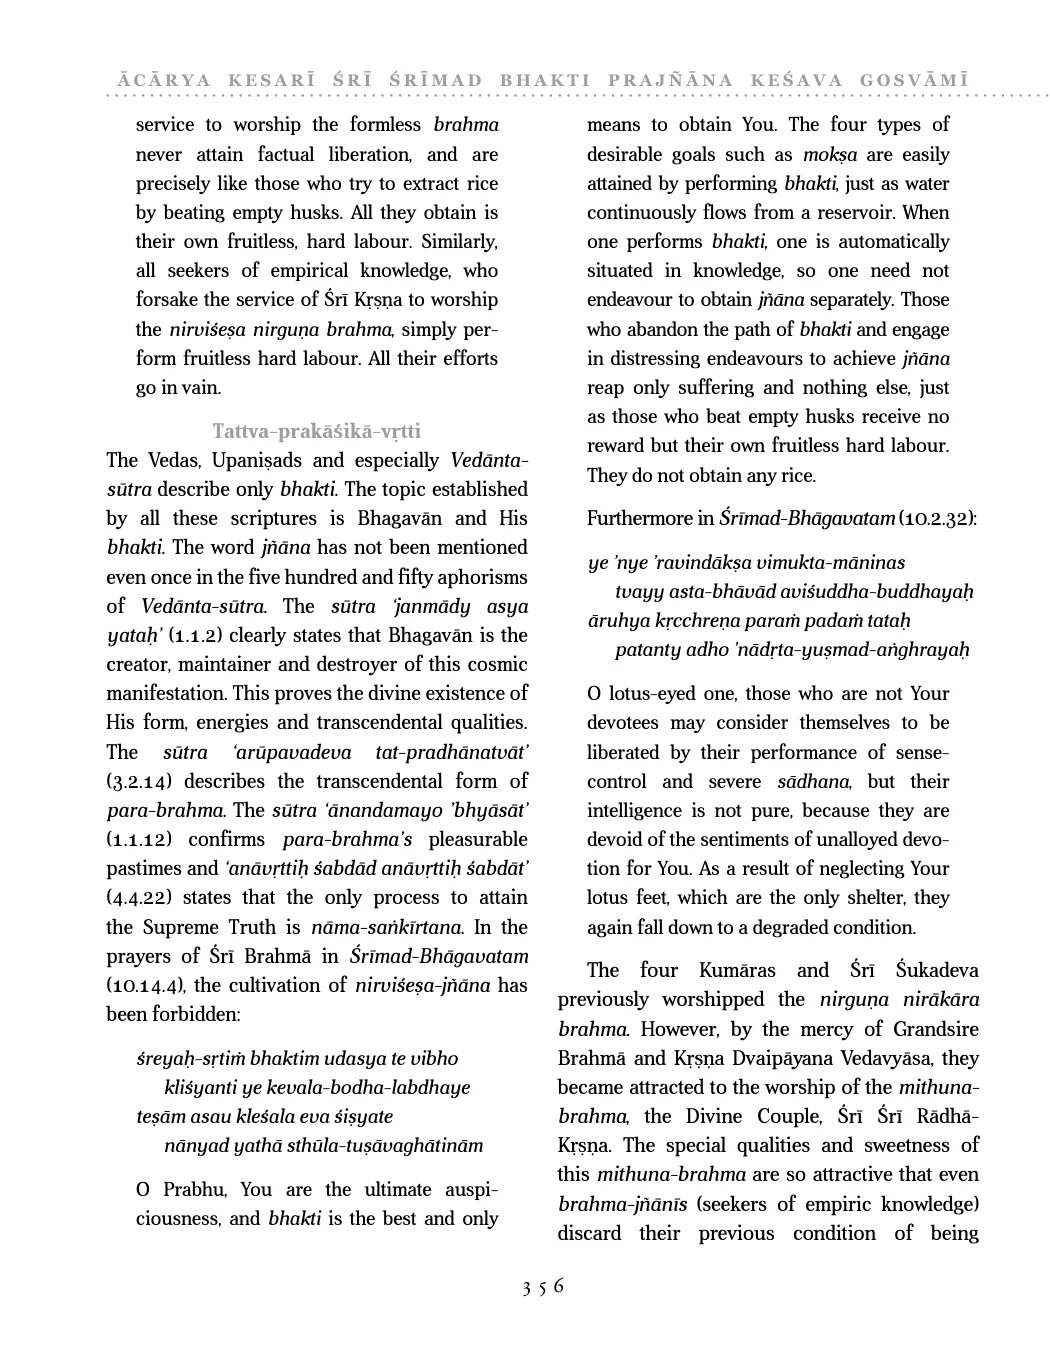 ĀCĀRYA KESARĪ ŚRĪ ŚRĪMAD BHAKTI PRAJÑĀNA KEŚAVA GOSVĀMĪ
service to worship the formless brahma
never attain factual liberation, and are
precisely like those who try to extract rice
by beating empty husks. All they obtain is
their own fruitless, hard labour. Similarly,
all seekers of empirical knowledge, who
forsake the service of Śrī Kṛṣṇa to worship
the nirviśeṣa nirguṇa brahma, simply per-
form fruitless hard labour. All their efforts
go in vain.
Tattva-prakāśikā-vṛtti
The Vedas, Upaniṣads and especially Vedānta-
sūtra describe only bhakti. The topic established
by all these scriptures is Bhagavān and His
bhakti. The word jñāna has not been mentioned
even once in the five hundred and fifty aphorisms
of Vedānta-sūtra. The sūtra ‘janmādy asya
yataḥ’ (1.1.2) clearly states that Bhagavān is the
creator, maintainer and destroyer of this cosmic
manifestation. This proves the divine existence of
His form, energies and transcendental qualities.
The sūtra ‘arūpavadeva tat-pradhānatvāt’
(3.2.14) describes the transcendental form of
para-brahma. The sūtra ‘ānandamayo ’bhyāsāt’
(1.1.12) confirms para-brahma’s pleasurable
pastimes and ‘anāvṛttiḥ śabdād anāvṛttiḥ śabdāt’
(4.4.22) states that the only process to attain
the Supreme Truth is nāma-saṅkīrtana. In the
prayers of Śrī Brahmā in Śrīmad-Bhāgavatam
(10.14.4), the cultivation of nirviśeṣa-jñāna has
been forbidden:
śreyaḥ-sṛtiṁ bhaktim udasya te vibho
kliśyanti ye kevala-bodha-labdhaye
teṣām asau kleśala eva śiṣyate
nānyad yathā sthūla-tuṣāvaghātinām
O Prabhu, You are the ultimate auspi-
ciousness, and bhakti is the best and only
means to obtain You. The four types of
desirable goals such as mokṣa are easily
attained by performing bhakti, just as water
continuously flows from a reservoir. When
one performs bhakti, one is automatically
situated in knowledge, so one need not
endeavour to obtain jñāna separately. Those
who abandon the path of bhakti and engage
in distressing endeavours to achieve jñāna
reap only suffering and nothing else, just
as those who beat empty husks receive no
reward but their own fruitless hard labour.
They do not obtain any rice.
Furthermore in Śrīmad-Bhāgavatam (10.2.32):
ye ’nye ’ravindākṣa vimukta-māninas
tvayy asta-bhāvād aviśuddha-buddhayaḥ
āruhya kṛcchreṇa paraṁ padaṁ tataḥ
patanty adho ’nādṛta-yuṣmad-aṅghrayaḥ
O lotus-eyed one, those who are not Your
devotees may consider themselves to be
liberated by their performance of sense-
control and severe sādhana, but their
intelligence is not pure, because they are
devoid of the sentiments of unalloyed devo-
tion for You. As a result of neglecting Your
lotus feet, which are the only shelter, they
again fall down to a degraded condition.
The four Kumāras and Śrī Śukadeva
previously worshipped the nirguṇa nirākāra
brahma. However, by the mercy of Grandsire
Brahmā and Kṛṣṇa Dvaipāyana Vedavyāsa, they
became attracted to the worship of the mithuna-
brahma, the Divine Couple, Śrī Śrī Rādhā-
Kṛṣṇa. The special qualities and sweetness of
this mithuna-brahma are so attractive that even
brahma-jñānīs (seekers of empiric knowledge)
discard their previous condition of being
356